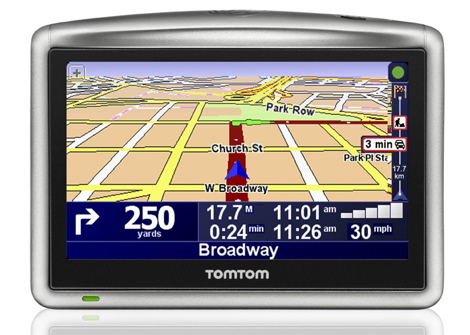 Park Row
Church St
3 min
Park Pl Sta
W Broadway
17.7
km
250
yards
17.7 M
11:01 am
0:24 min
11:26 am
30 mph
Broadway
TOMTOM